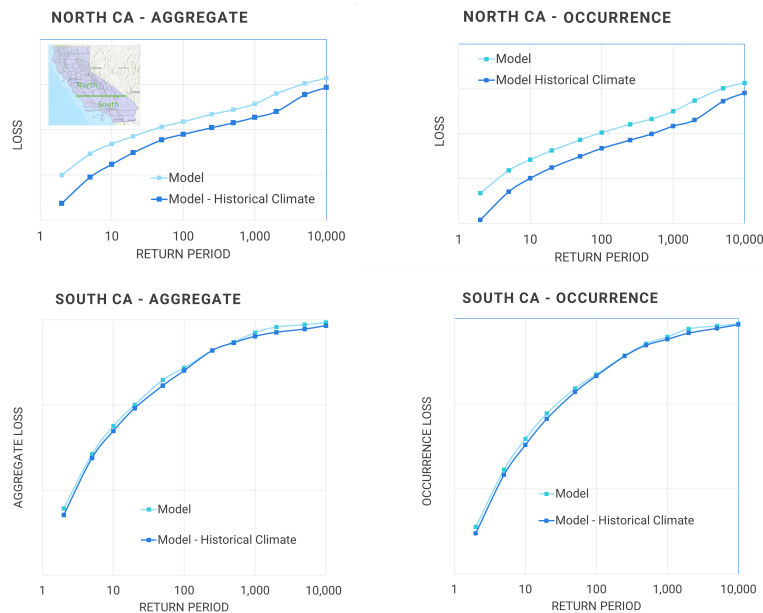 NORTH CA - AGGREGATE
North
South
LOSS
Model
Model - Historical Climate
1 10 100 1,000 10,000
RETURN PERIOD
NORTH CA - OCCURRENCE
Model
Model Historical Climate
LOSS
1 10 100 1,000 10,000
RETURN PERIOD
SOUTH CA - AGGREGATE
AGGREGATE LOSS
Model
Model - Historical Climate
1 10 100 1,000 10,000
RETURN PERIOD
SOUTH CA - OCCURRENCE
OCCURRENCE LOSS
Model
Model - Historical Climate
1 10 100 1,000 10,000
RETURN PERIOD